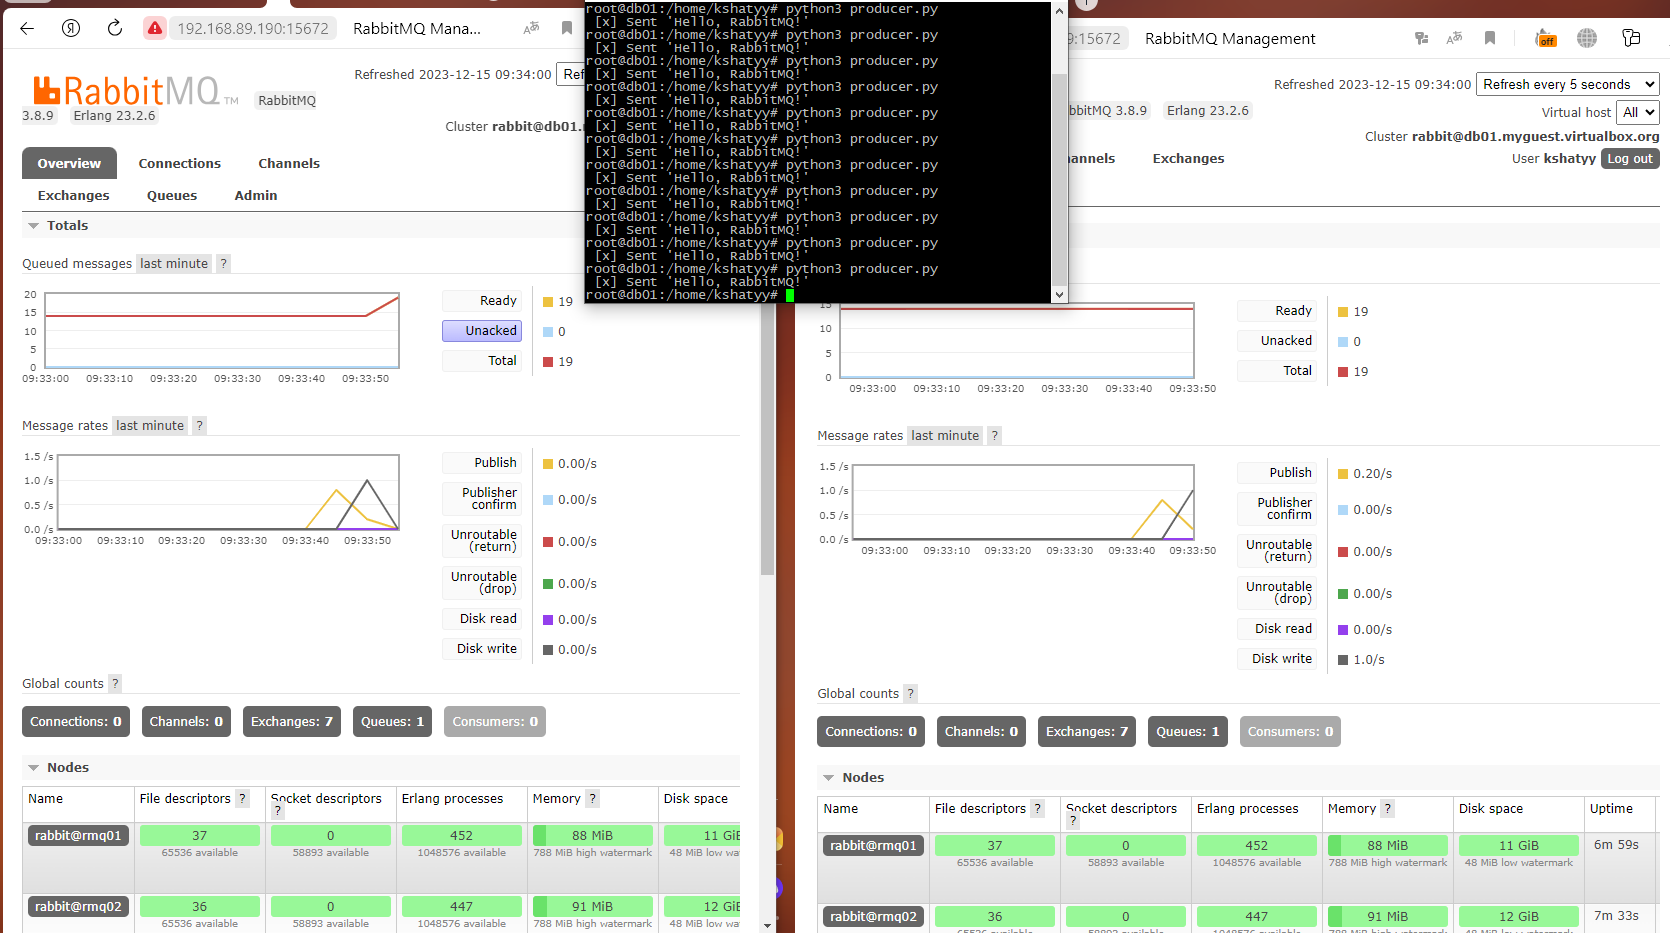 192.168.89.190:15672
RabbitMQ Mana...
RabbitMQ TM
RabbitMQ
3.8.9
Erlang 23.2.6
Refreshed 2023-12-15 09:34:00
Cluster rabbit@db01.
Overview
Connections
Channels
Exchanges
Queues
Admin
Totals
Queued messages last minute ?
20
15
10
5
0
09:33:00 09:33:10 09:33:20 09:33:30 09:33:40 09:33:50
Ready 19
Unacked 0
Total 19
Message rates last minute ?
1.5 /s
1.0 /s
0.5 /s
0.0 /s
09:33:00 09:33:10 09:33:20 09:33:30 09:33:40 09:33:50
Publish 0.00/s
Publisher
confirm 0.00/s
Unroutable
(return) 0.00/s
Unroutable
(drop) 0.00/s
Disk read 0.00/s
Disk write 0.00/s
Global counts ?
Connections: 0 Channels: 0 Exchanges: 7 Queues: 1 Consumers: 0
Nodes
Name File descriptors ? Socket descriptors ? Erlang processes Memory ? Disk space
rabbit@rmq01 37 0 452 88 MiB 11 GiB
65536 available 58893 available 1048576 available 788 MiB high watermark 48 MiB low
rabbit@rmq02 36 0 447 91 MiB 12 GiB
65536 available 58893 available 1048576 available 788 MiB high watermark 48 MiB low
root@db01:/home/kshatyy# python3 producer.py
[x] Sent 'Hello, RabbitMQ!'
root@db01:/home/kshatyy# python3 producer.py
[x] Sent 'Hello, RabbitMQ!'
root@db01:/home/kshatyy# python3 producer.py
[x] Sent 'Hello, RabbitMQ!'
root@db01:/home/kshatyy# python3 producer.py
[x] Sent 'Hello, RabbitMQ!'
root@db01:/home/kshatyy# python3 producer.py
[x] Sent 'Hello, RabbitMQ!'
root@db01:/home/kshatyy# python3 producer.py
[x] Sent 'Hello, RabbitMQ!'
root@db01:/home/kshatyy# python3 producer.py
[x] Sent 'Hello, RabbitMQ!'
root@db01:/home/kshatyy# python3 producer.py
[x] Sent 'Hello, RabbitMQ!'
root@db01:/home/kshatyy# python3 producer.py
[x] Sent 'Hello, RabbitMQ!'
root@db01:/home/kshatyy# python3 producer.py
[x] Sent 'Hello, RabbitMQ!'
root@db01:/home/kshatyy# python3 producer.py
[x] Sent 'Hello, RabbitMQ!'
root@db01:/home/kshatyy#
9:15672
RabbitMQ Management
off
Refreshed 2023-12-15 09:34:00 Refresh every 5 seconds
bbitMQ 3.8.9 Erlang 23.2.6
Virtual host All
Cluster rabbit@db01.myguest.virtualbox.org
User kshatyy Log out
annels
Exchanges
15
10
5
0
09:33:00 09:33:10 09:33:20 09:33:30 09:33:40 09:33:50
Ready 19
Unacked 0
Total 19
Message rates last minute ?
1.5 /s
1.0 /s
0.5 /s
0.0 /s
09:33:00 09:33:10 09:33:20 09:33:30 09:33:40 09:33:50
Publish 0.20/s
Publisher
confirm 0.00/s
Unroutable
(return) 0.00/s
Unroutable
(drop) 0.00/s
Disk read 0.00/s
Disk write 1.0/s
Global counts ?
Connections: 0 Channels: 0 Exchanges: 7 Queues: 1 Consumers: 0
Nodes
Name File descriptors ? Socket descriptors ? Erlang processes Memory ? Disk space Uptime
rabbit@rmq01 37 0 452 88 MiB 11 GiB 6m 59s
65536 available 58893 available 1048576 available 788 MiB high watermark 48 MiB low watermark
rabbit@rmq02 36 0 447 91 MiB 12 GiB 7m 33s
65536 available 58893 available 1048576 available 788 MiB high watermark 48 MiB low watermark